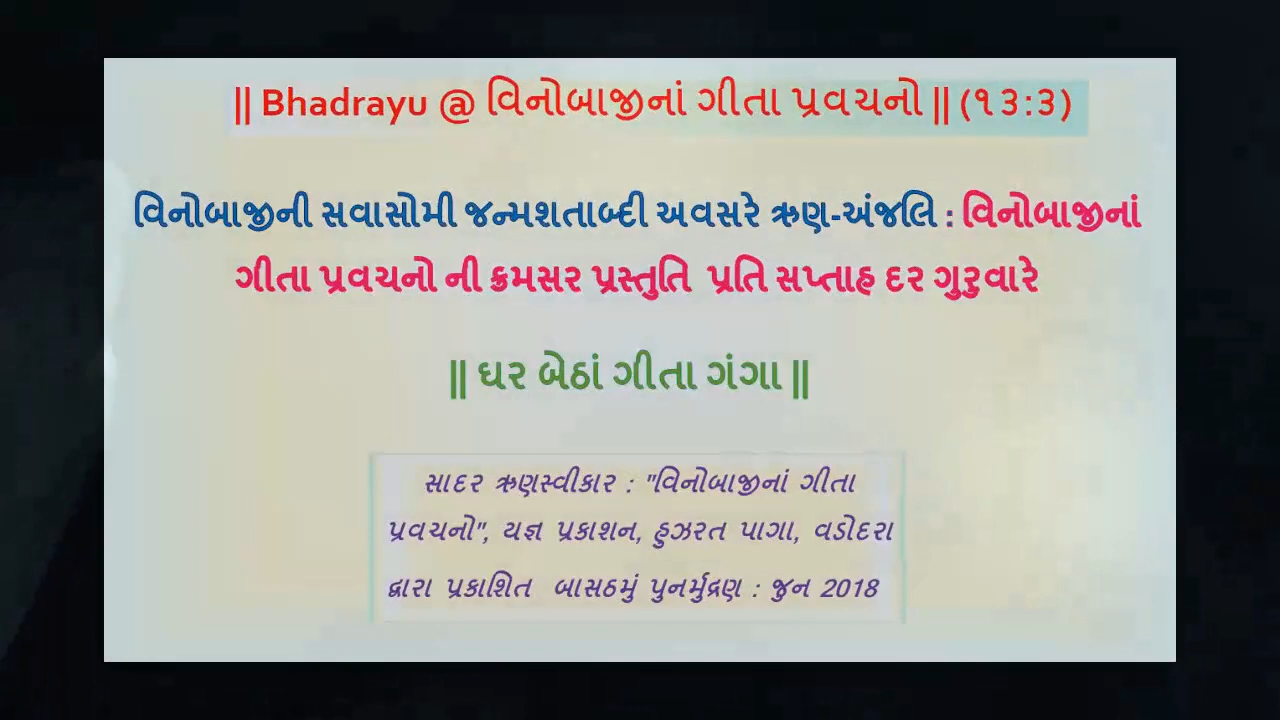 || Bhadrayu @ વિનોબાજીનાં ગીતા પ્રવચનો || (૧૩:૩)
વિનોબાજીની સવાસોમી જન્મશતાબ્દી અવસરે ઋણ-અંજલિ : વિનોબાજીનાં
ગીતા પ્રવચનો ની ક્રમસર પ્રસ્તુતિ પ્રતિ સપ્તાહ દર ગુરુવારે
|| ઘર બેઠાં ગીતા ગંગા ||
સાદર ઋણસ્વીકાર : "વિનોબાજીનાં ગીતા
પ્રવચનો", યજ્ઞ પ્રકાશન, હુઝરત પાગા, વડોદરા
દ્વારા પ્રકાશિત બાસઠમું પુનર્મુદ્રણ : જુન 2018